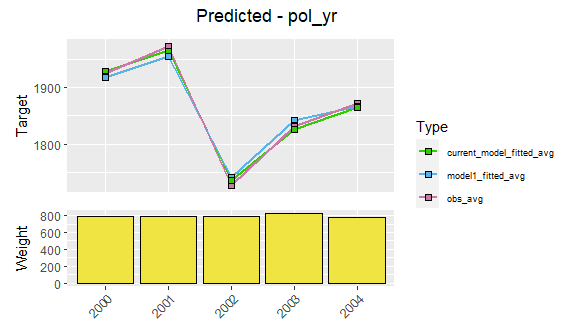 Predicted - pol_yr
Target
1900
1800
Type
current_model_fitted_avg
model1_fitted_avg
obs_avg
Weight
800
600
400
200
0
2000 2001 2002 2003 2004